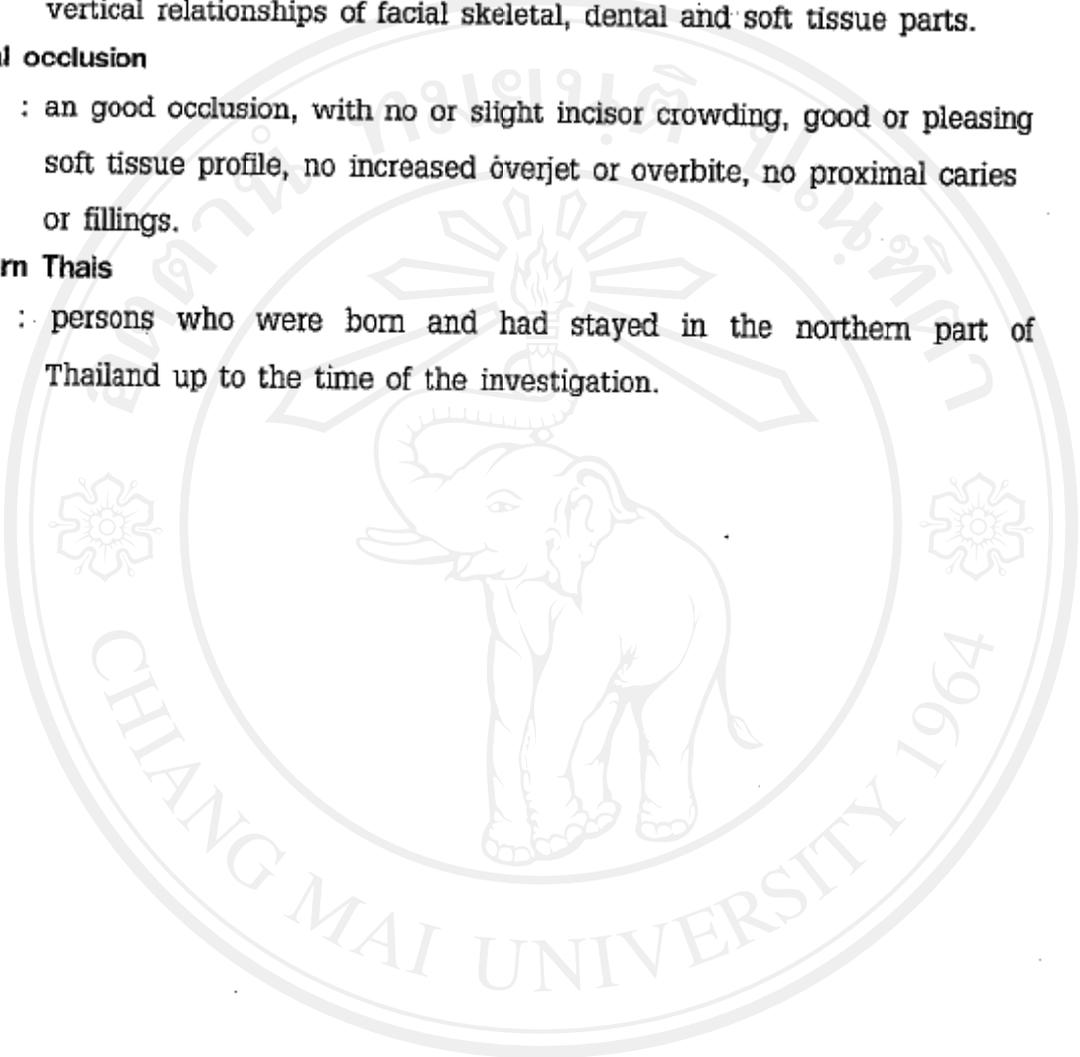 vertical relationships of facial skeletal, dental and soft tissue parts.
l occlusion
: an good occlusion, with no or slight incisor crowding, good or pleasing
soft tissue profile, no increased overjet or overbite, no proximal caries
or fillings.
rn Thais
: persons who were born and had stayed in the northern part of
Thailand up to the time of the investigation.
CHIANG MAI UNIVERSITY 1964